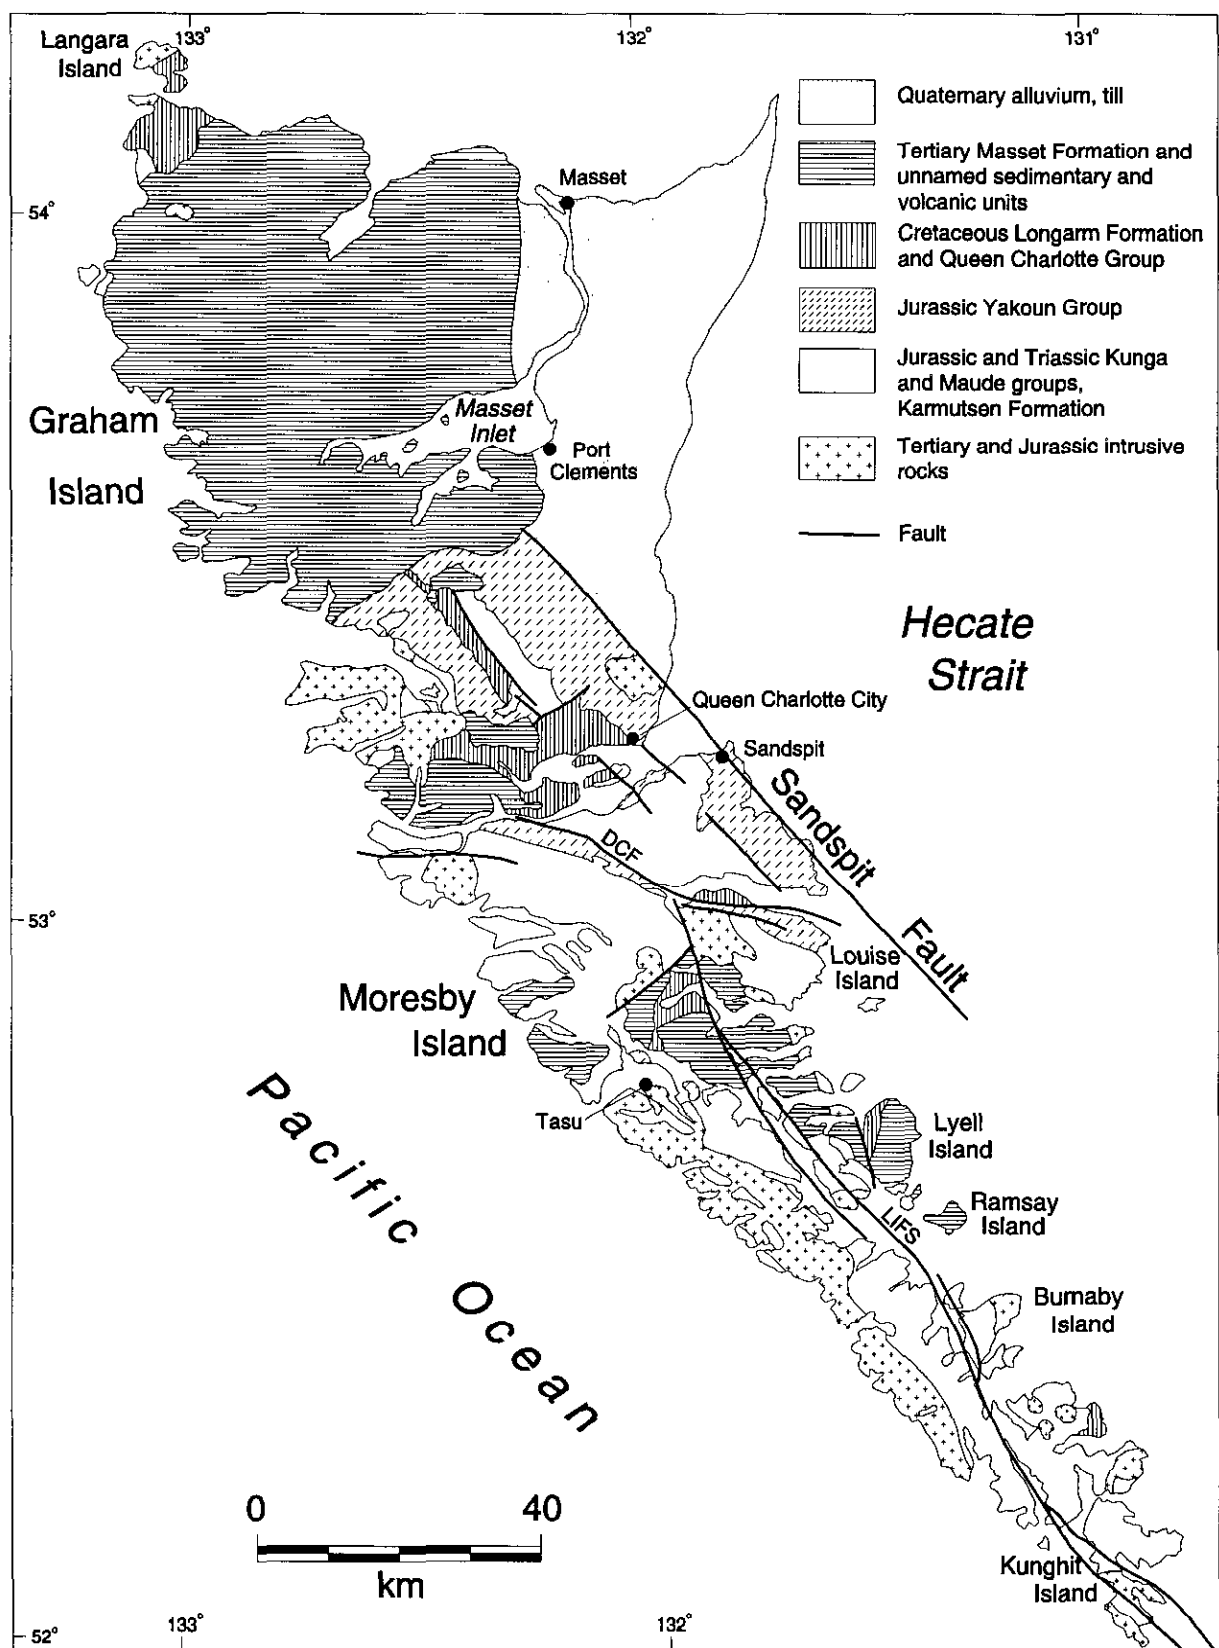 133°
132°
131°
Langara
Island
Quaternary alluvium, till
Tertiary Masset Formation and
unnamed sedimentary and
volcanic units
Masset
54°
Cretaceous Longarm Formation
and Queen Charlotte Group
Jurassic Yakoun Group
Jurassic and Triassic Kunga
and Maude groups,
Karmutsen Formation
Graham
Island
Masset
Inlet
Port
Clements
Tertiary and Jurassic intrusive
rocks
Fault
Hecate
Strait
Queen Charlotte City
Sandspit
Sandspit Fault
DCF
53°
Louise
Island
Moresby
Island
Pacific Ocean
Tasu
Lyell
Island
Ramsay
Island
LIFS
Burnaby
Island
0 40
km
Kunghit
Island
133°
132°
52°